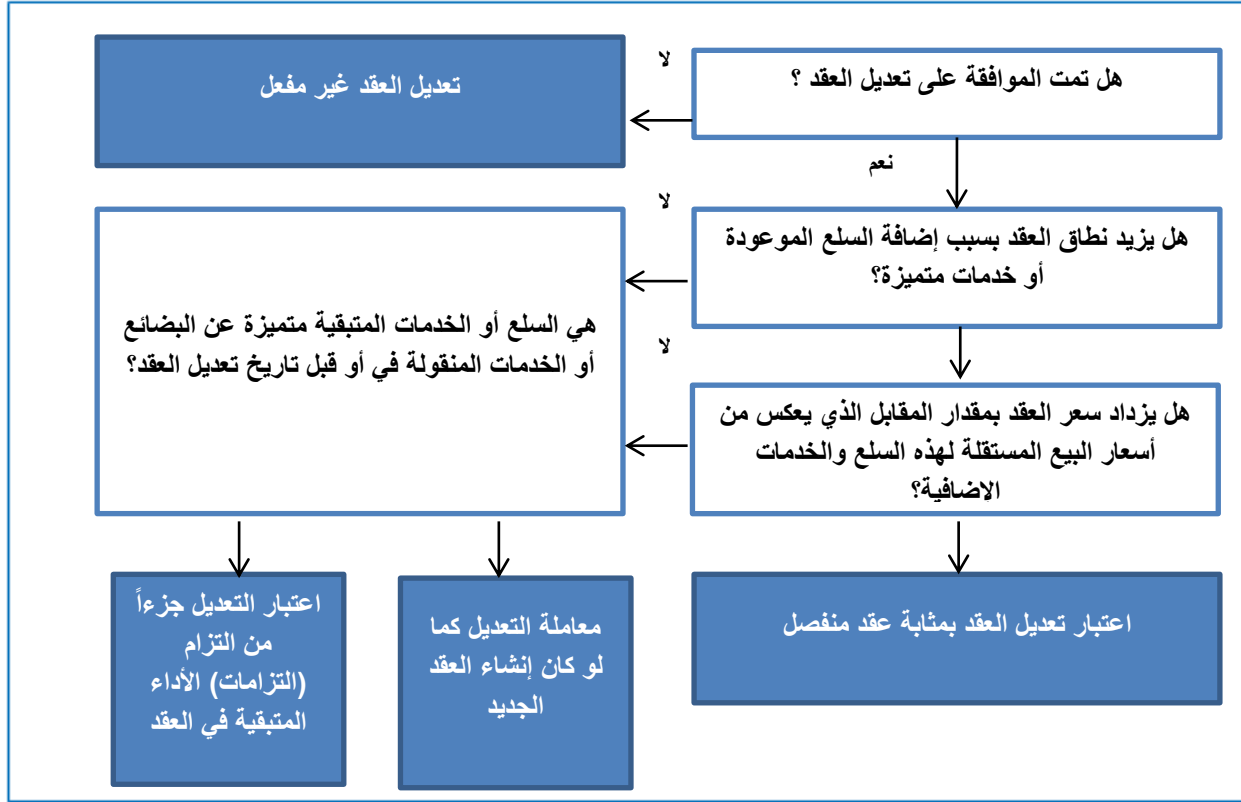 هل تمت الموافقة على تعديل العقد ؟
لا
تعديل العقد غير مفعل
نعم
هل يزيد نطاق العقد بسبب إضافة السلع الموعودة
أو خدمات متميزة؟
لا
هي السلع أو الخدمات المتبقية متميزة عن البضائع
أو الخدمات المنقولة في أو قبل تاريخ تعديل العقد؟
لا
هل يزداد سعر العقد بمقدار المقابل الذي يعكس من
أسعار البيع المستقلة لهذه السلع والخدمات
الإضافية؟
اعتبار تعديل العقد بمثابة عقد منفصل
معاملة التعديل كما
لو كان إنشاء العقد
الجديد
اعتبار التعديل جزءاً
من التزام
(التزامات) الأداء
المتبقية في العقد